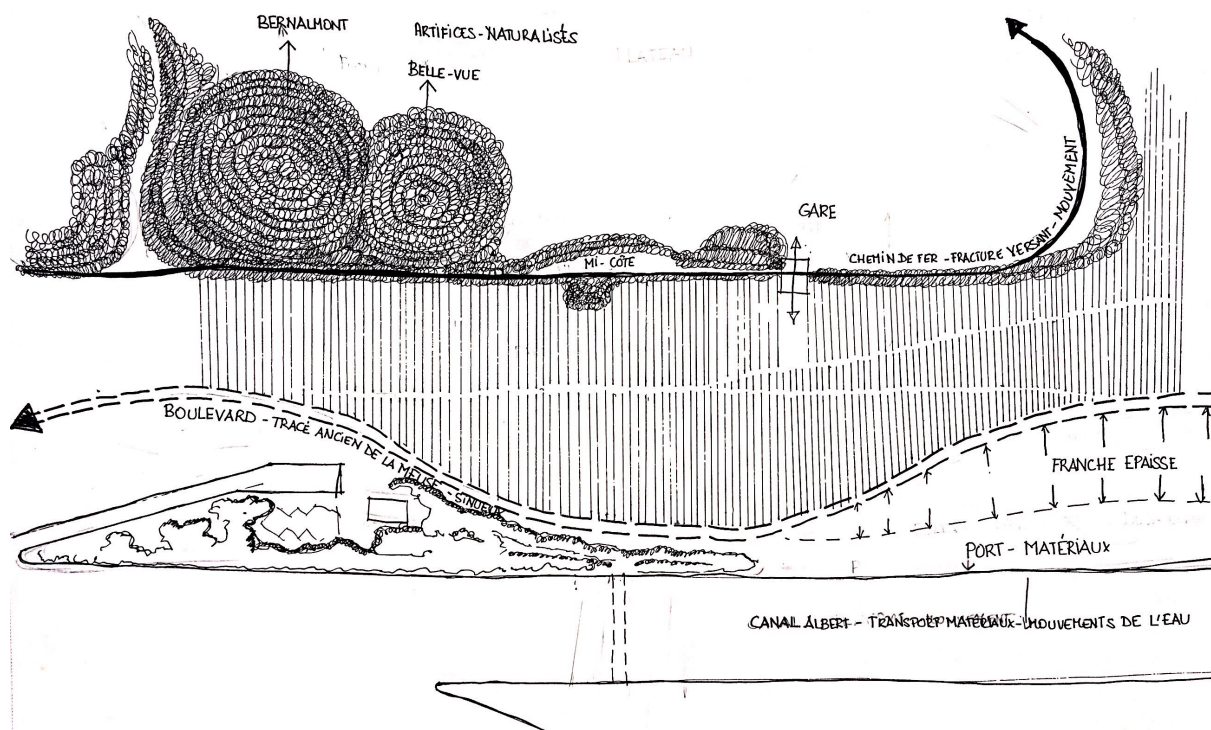 BERNALMONT
ARTIFICES-NATURALISTS
BELLE-VUE
GARE
MI-CÔTE
CHEMIN DE FER - FRACTURE VERSANT - MOUVEMENT
BOULEVARD - TRACÉ ANCIEN DE LA MEUSE - SINUEUX
FRANCHE EPAISSE
PORT - MATÉRIAUX
CANAL ALBERT - TRANSPORT MATÉRIAUX - MOUVEMENTS DE L'EAU